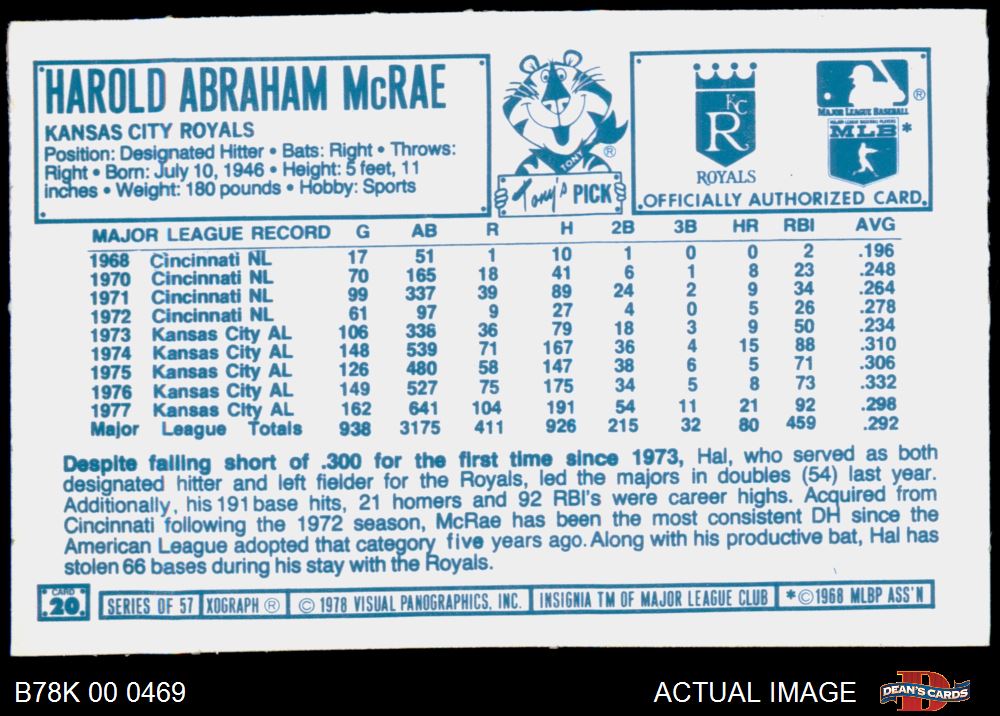 HAROLD ABRAHAM McRAE
KANSAS CITY ROYALS
Position: Designated Hitter • Bats: Right • Throws:
Right • Born: July 10, 1946 • Height: 5 feet, 11
inches • Weight: 180 pounds • Hobby: Sports
TONY ®
Tony's PICK
KC
R
ROYALS
®
MAJOR LEAGUE BASEBALL
MAJOR LEAGUE BASEBALL PLAYERS
MLB *
OFFICIALLY AUTHORIZED CARD
MAJOR LEAGUE RECORD G AB R H 2B 3B HR RBI AVG
1968 Cincinnati NL 17 51 1 10 1 0 0 2 .196
1970 Cincinnati NL 70 165 18 41 6 1 8 23 .248
1971 Cincinnati NL 99 337 39 89 24 2 9 34 .264
1972 Cincinnati NL 61 97 9 27 4 0 5 26 .278
1973 Kansas City AL 106 338 36 79 18 3 9 50 .234
1974 Kansas City AL 148 539 71 167 36 4 15 88 .310
1975 Kansas City AL 126 480 58 147 38 6 5 71 .306
1976 Kansas City AL 149 527 75 175 34 5 8 73 .332
1977 Kansas City AL 162 641 104 191 54 11 21 92 .298
Major League Totals 938 3175 411 926 215 32 80 459 .292
Despite falling short of .300 for the first time since 1973, Hal, who served as both
designated hitter and left fielder for the Royals, led the majors in doubles (54) last year.
Additionally, his 191 base hits, 21 homers and 92 RBI's were career highs. Acquired from
Cincinnati following the 1972 season, McRae has been the most consistent DH since the
American League adopted that category five years ago. Along with his productive bat, Hal has
stolen 66 bases during his stay with the Royals.
CARD
20
SERIES OF 57 XOGRAPH ® © 1978 VISUAL PANOGRAPHICS, INC. INSIGNIA TM OF MAJOR LEAGUE CLUB *©1968 MLBP ASS'N
B78K 00 0469
ACTUAL IMAGE
DEAN'S CARDS